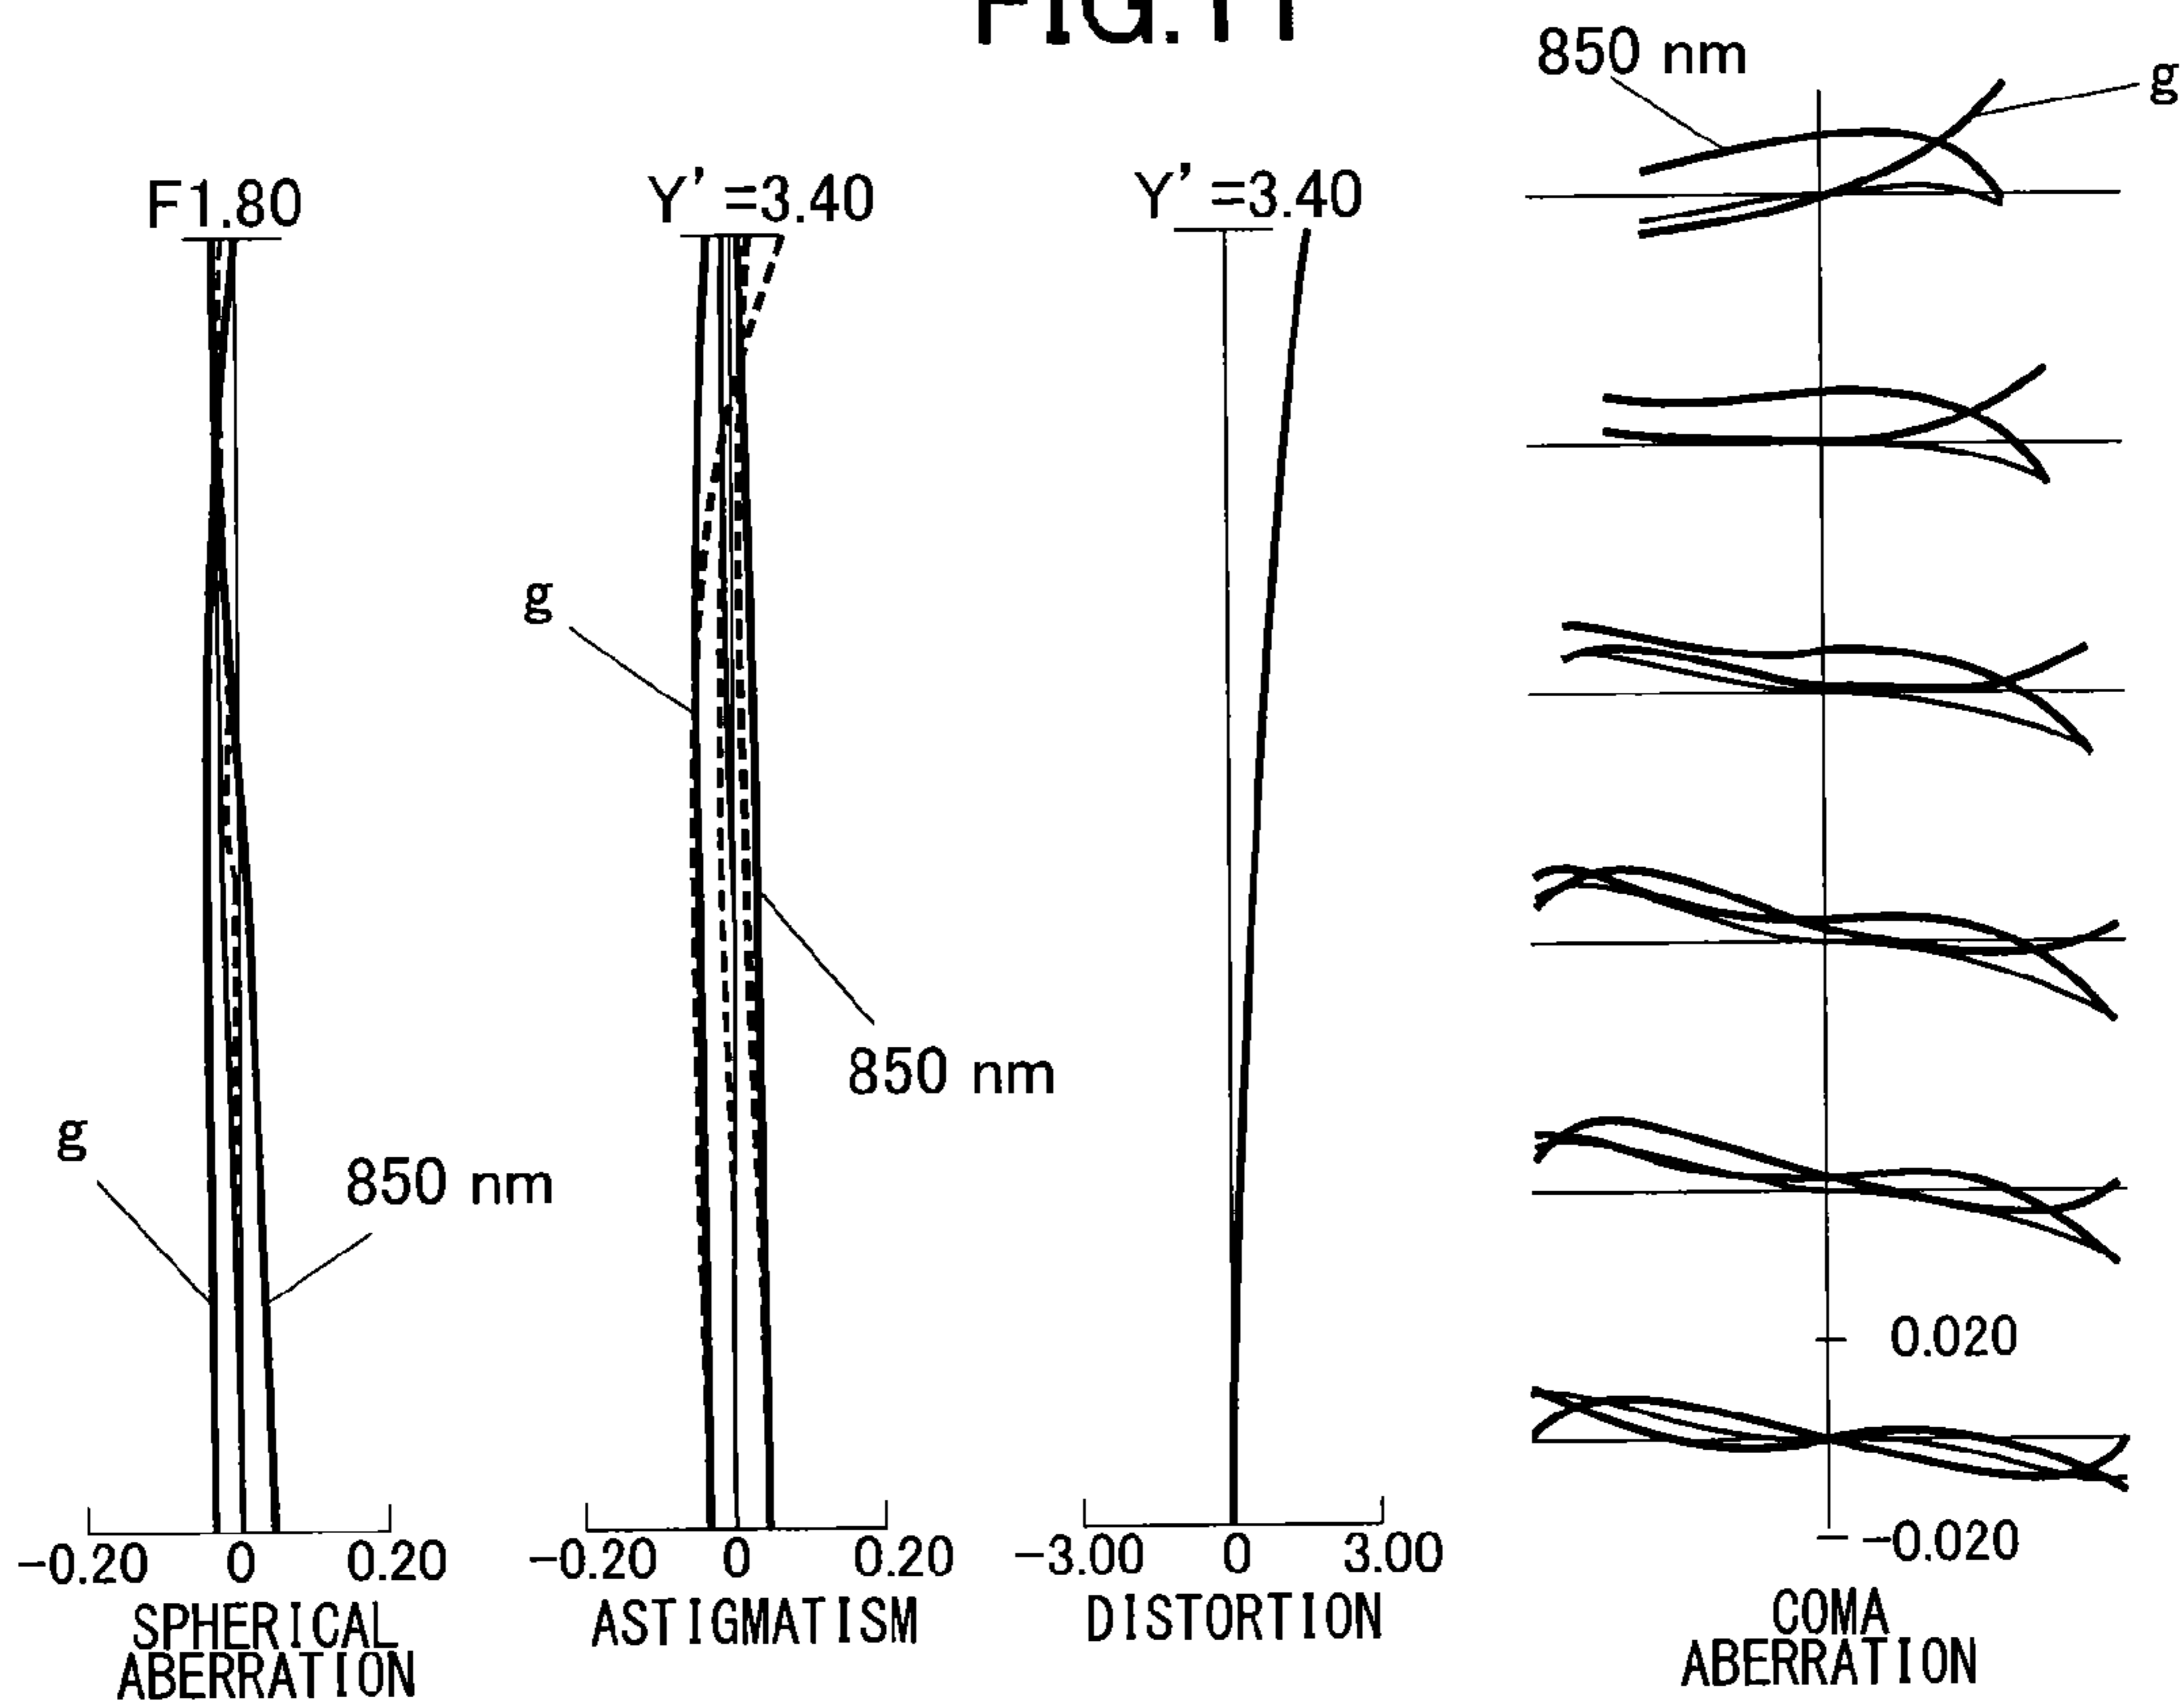 FIG.11
F1.80
g
850 nm
-0.20 0 0.20
SPHERICAL
ABERRATION
Y'=3.40
g
850 nm
-0.20 0 0.20
ASTIGMATISM
Y'=3.40
-3.00 0 3.00
DISTORTION
850 nm
g
0.020
-0.020
COMA
ABERRATION